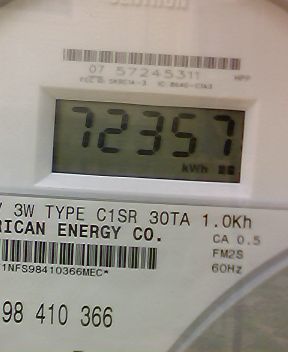 07 57245311
HPP
72357
kWh
V 3W TYPE C1SR 30TA 1.0Kh
RICAN ENERGY CO.
CA 0.5
FM2S
60Hz
1NFS98410366MEC*
98 410 366